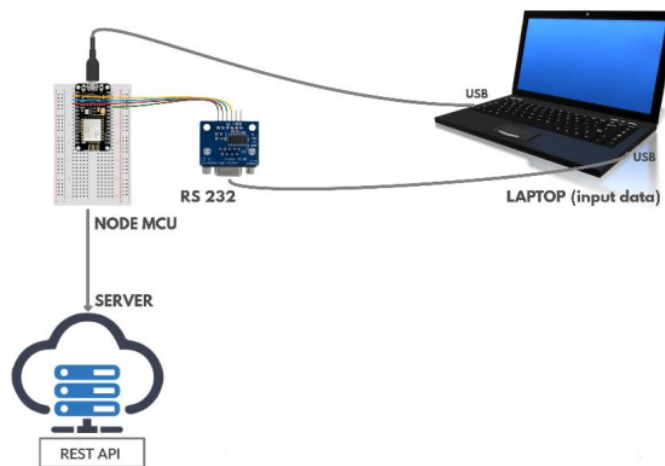 USB
USB
RS 232
LAPTOP (input data)
NODE MCU
SERVER
REST API